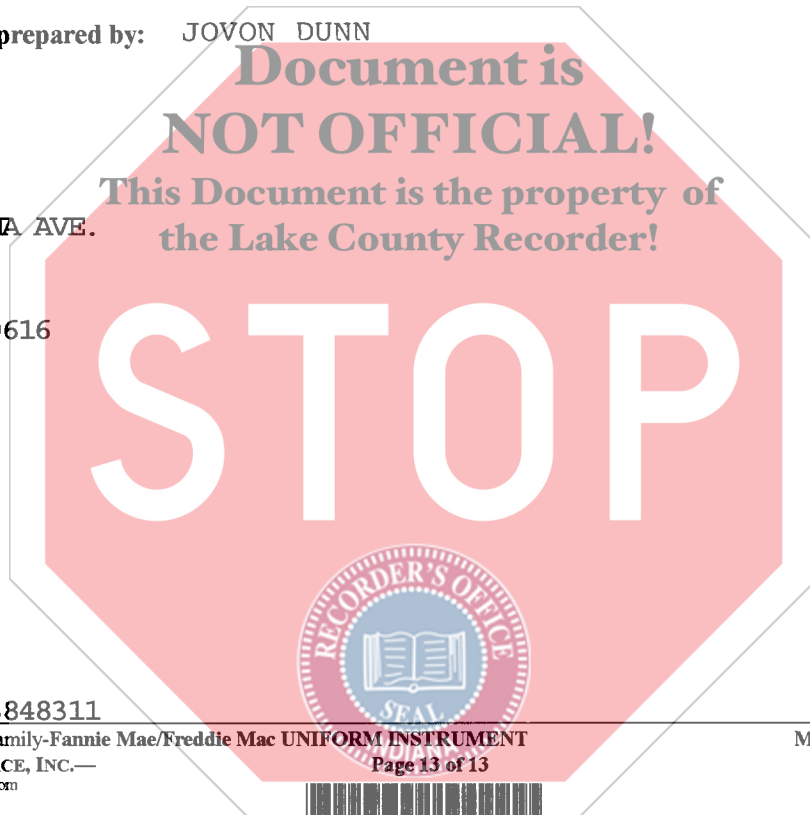 prepared by: JOVON DUNN
Document is
NOT OFFICIAL!
This Document is the property of
A AVE.
the Lake County Recorder!
616
STOP
RECORDER'S OFFICE
SEAL
INDIANA
848311
amily-Fannie Mae/Freddie Mac UNIFORM INSTRUMENT M
CE, INC.— Page 13 of 13
om